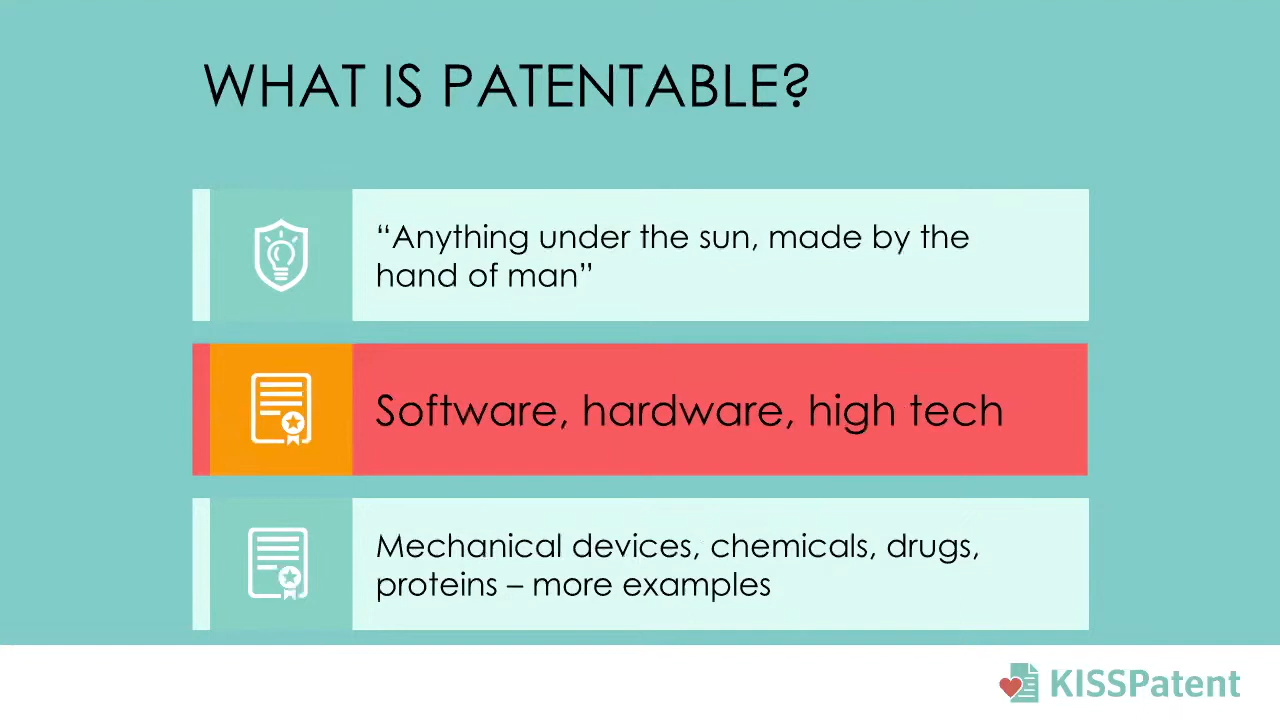 WHAT IS PATENTABLE?
“Anything under the sun, made by the
hand of man”
Software, hardware, high tech
Mechanical devices, chemicals, drugs,
proteins – more examples
KISSPatent